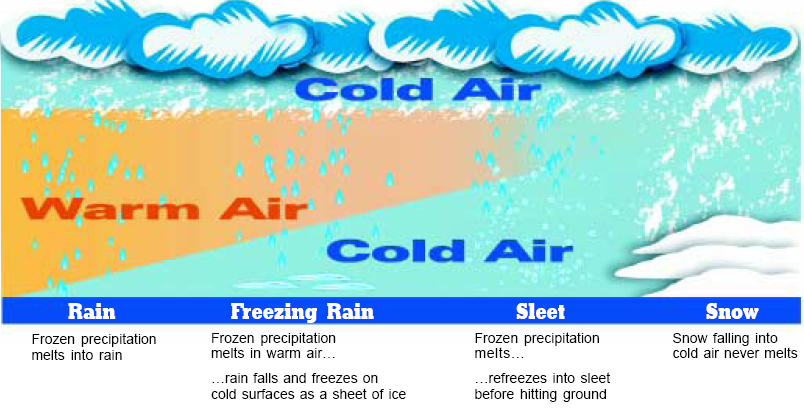 Cold Air
Warm Air
Cold Air
Rain
Freezing Rain
Sleet
Snow
Frozen precipitation
melts into rain
Frozen precipitation
melts in warm air...
...rain falls and freezes on
cold surfaces as a sheet of ice
Frozen precipitation
melts...
...refreezes into sleet
before hitting ground
Snow falling into
cold air never melts